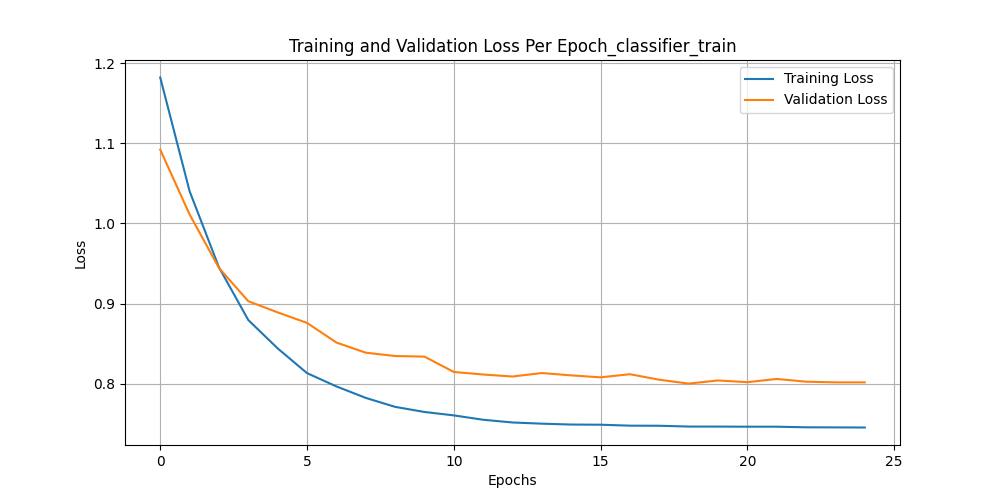 Training and Validation Loss Per Epoch_classifier_train
Training Loss
Validation Loss
1.2
1.1
1.0
0.9
0.8
Loss
0
5
10
15
20
25
Epochs